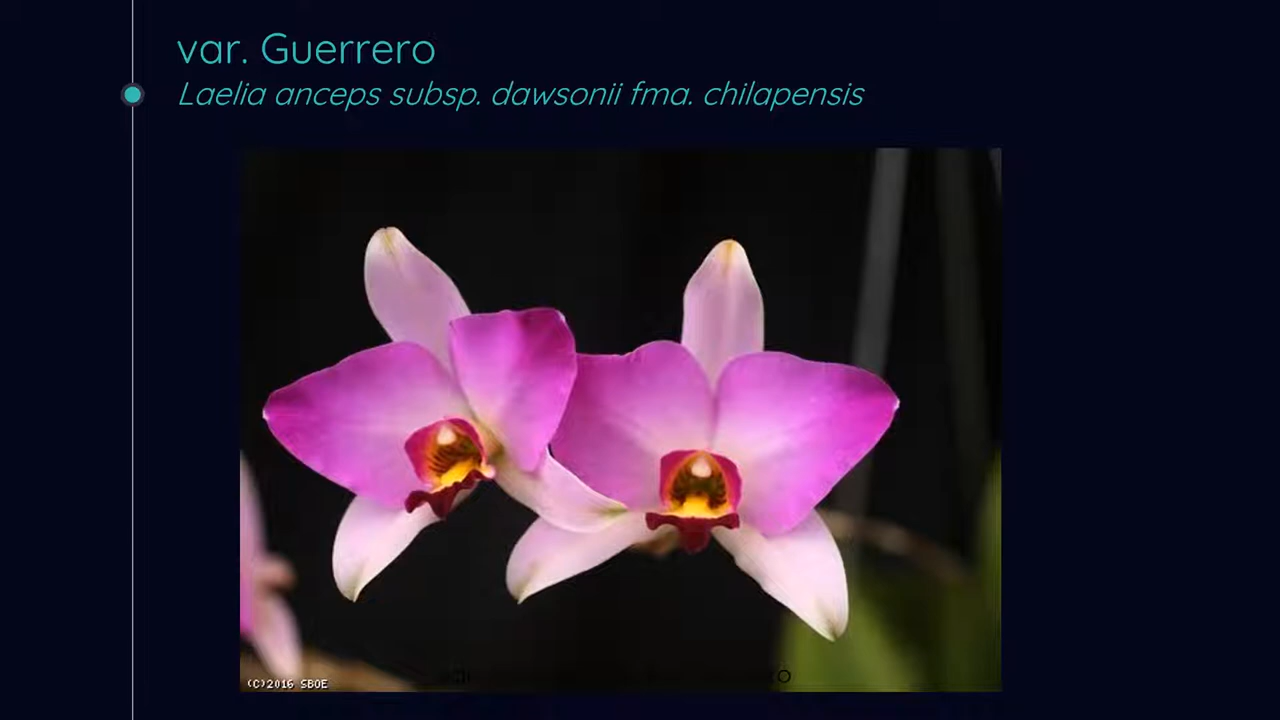 var. Guerrero
Laelia anceps subsp. dawsonii fma. chilapensis
(C)2016 SBOE